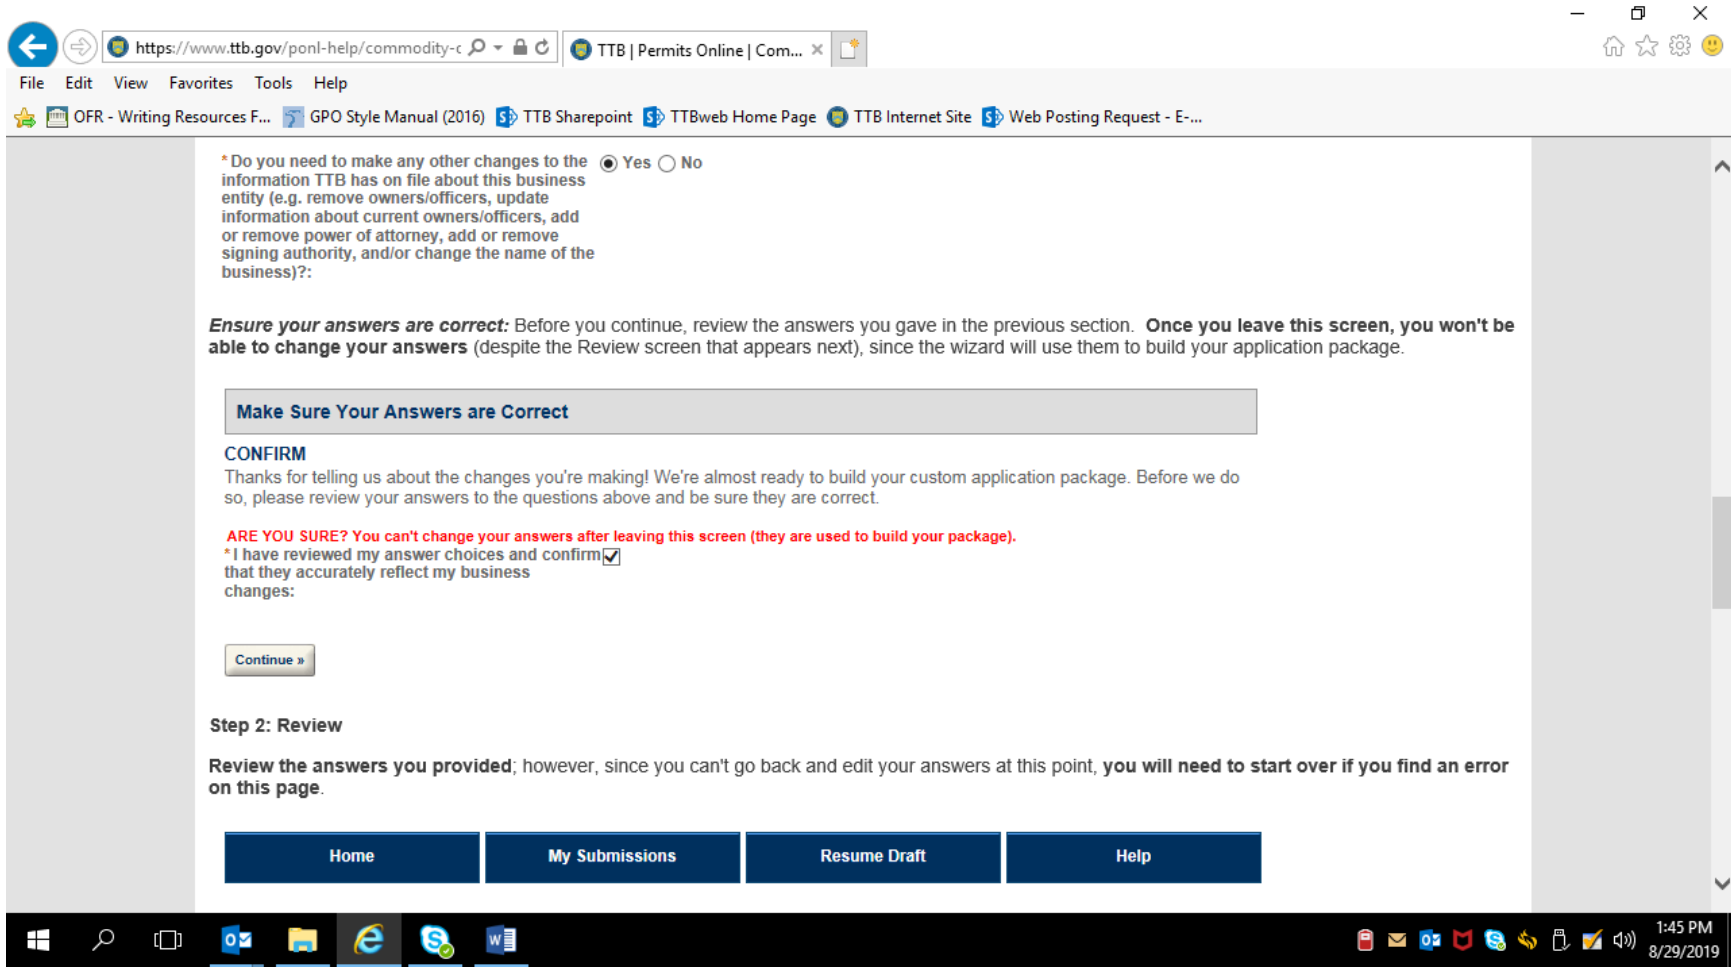 https://www.ttb.gov/ponl-help/commodity-c
TTB | Permits Online | Com...
File Edit View Favorites Tools Help
OFR - Writing Resources F... GPO Style Manual (2016) TTB Sharepoint TTBweb Home Page TTB Internet Site Web Posting Request - E-...
* Do you need to make any other changes to the Yes No
information TTB has on file about this business
entity (e.g. remove owners/officers, update
information about current owners/officers, add
or remove power of attorney, add or remove
signing authority, and/or change the name of the
business)?:
Ensure your answers are correct: Before you continue, review the answers you gave in the previous section. Once you leave this screen, you won't be
able to change your answers (despite the Review screen that appears next), since the wizard will use them to build your application package.
Make Sure Your Answers are Correct
CONFIRM
Thanks for telling us about the changes you're making! We're almost ready to build your custom application package. Before we do
so, please review your answers to the questions above and be sure they are correct.
ARE YOU SURE? You can't change your answers after leaving this screen (they are used to build your package).
* I have reviewed my answer choices and confirm
that they accurately reflect my business
changes:
Continue »
Step 2: Review
Review the answers you provided; however, since you can't go back and edit your answers at this point, you will need to start over if you find an error
on this page.
Home My Submissions Resume Draft Help
1:45 PM
8/29/2019